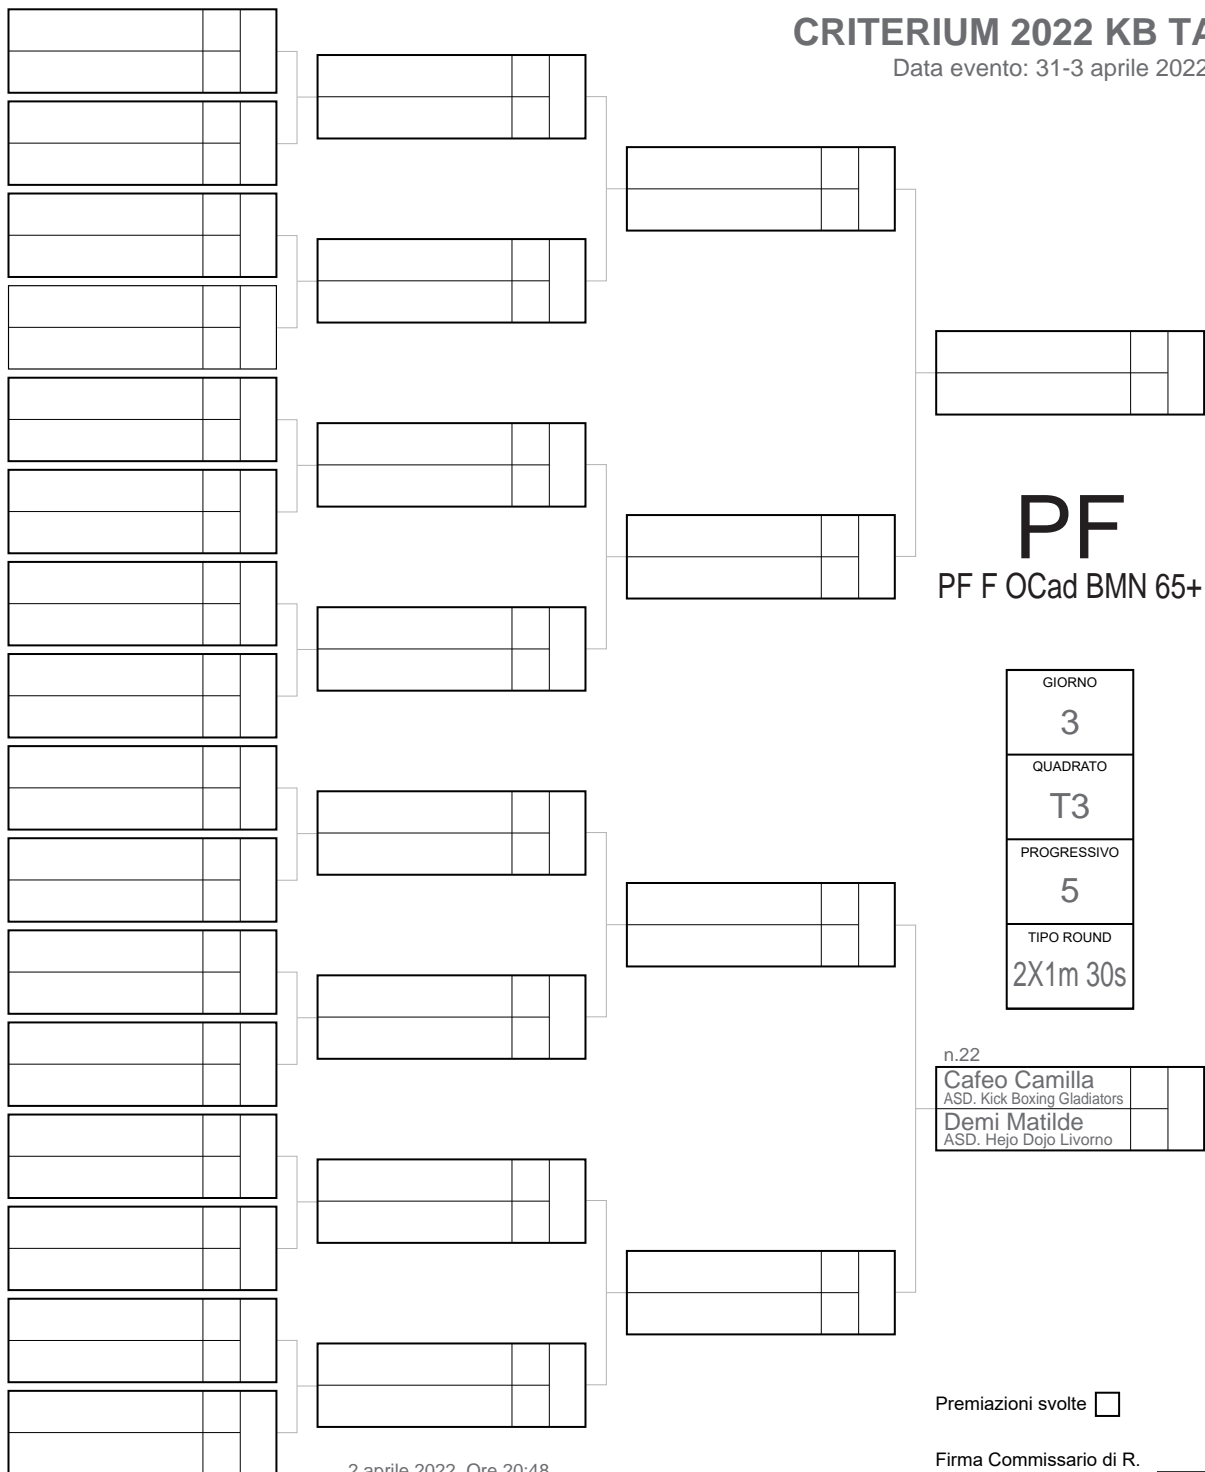 CRITERIUM 2022 KB TA
Data evento: 31-3 aprile 2022
PF
PF F OCad BMN 65+
GIORNO
3
QUADRATO
T3
PROGRESSIVO
5
TIPO ROUND
2X1m 30s
n.22
Cafeo Camilla
ASD. Kick Boxing Gladiators
Demi Matilde
ASD. Hejo Dojo Livorno
Premiazioni svolte
Firma Commissario di R.
2 aprile 2022 Ore 20:48